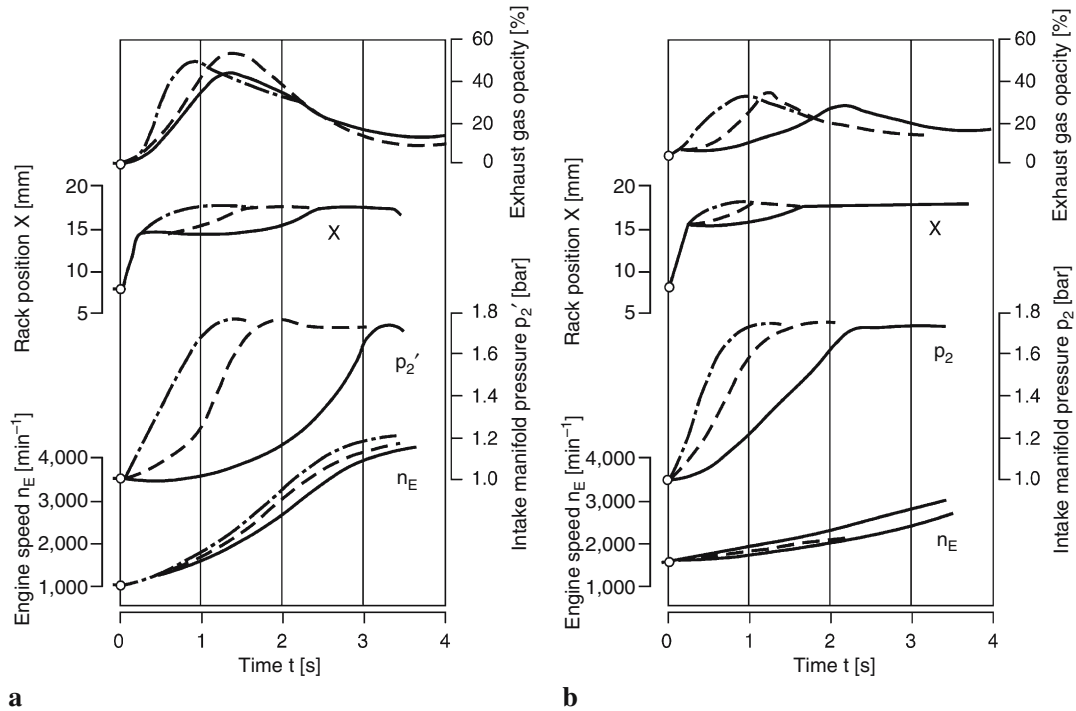 60
40
20
0
Exhaust gas opacity [%]
20
15
10
5
Rack position X [mm]
X
1.8
1.6
1.4
1.2
1.0
Intake manifold pressure p₂′ [bar]
p₂′
4,000
3,000
2,000
1,000
Engine speed nE [min⁻¹]
nE
0 1 2 3 4
Time t [s]
a
60
40
20
0
Exhaust gas opacity [%]
20
15
10
5
Rack position X [mm]
X
1.8
1.6
1.4
1.2
1.0
Intake manifold pressure p₂ [bar]
p₂
4,000
3,000
2,000
1,000
Engine speed nE [min⁻¹]
nE
0 1 2 3 4
Time t [s]
b